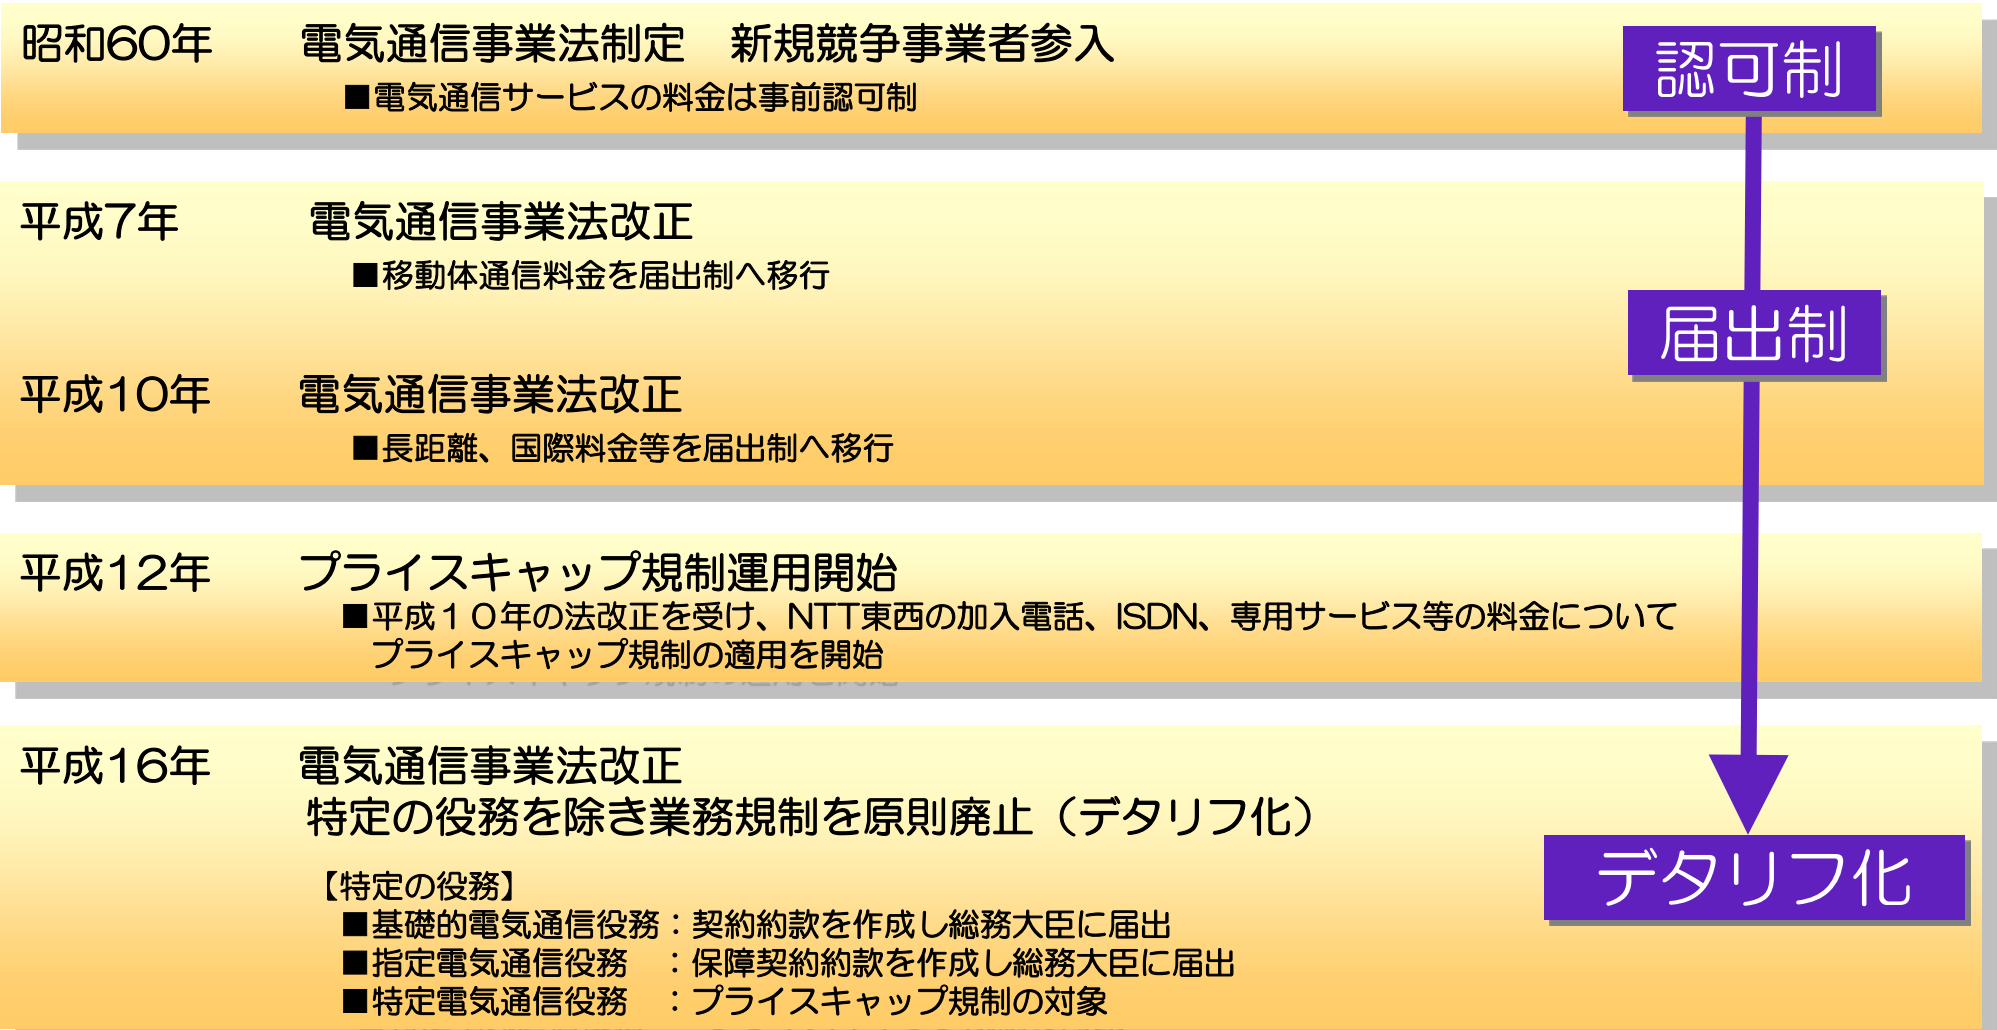 昭和60年　電気通信事業法制定　新規競争事業者参入
■電気通信サービスの料金は事前認可制
認可制
平成7年　電気通信事業法改正
■移動体通信料金を届出制へ移行
届出制
平成10年　電気通信事業法改正
■長距離、国際料金等を届出制へ移行
平成12年　プライスキャップ規制運用開始
■平成１０年の法改正を受け、NTT東西の加入電話、ISDN、専用サービス等の料金について
プライスキャップ規制の適用を開始
平成16年　電気通信事業法改正
特定の役務を除き業務規制を原則廃止（デタリフ化）
デタリフ化
【特定の役務】
■基礎的電気通信役務：契約約款を作成し総務大臣に届出
■指定電気通信役務　：保障契約約款を作成し総務大臣に届出
■特定電気通信役務　：プライスキャップ規制の対象